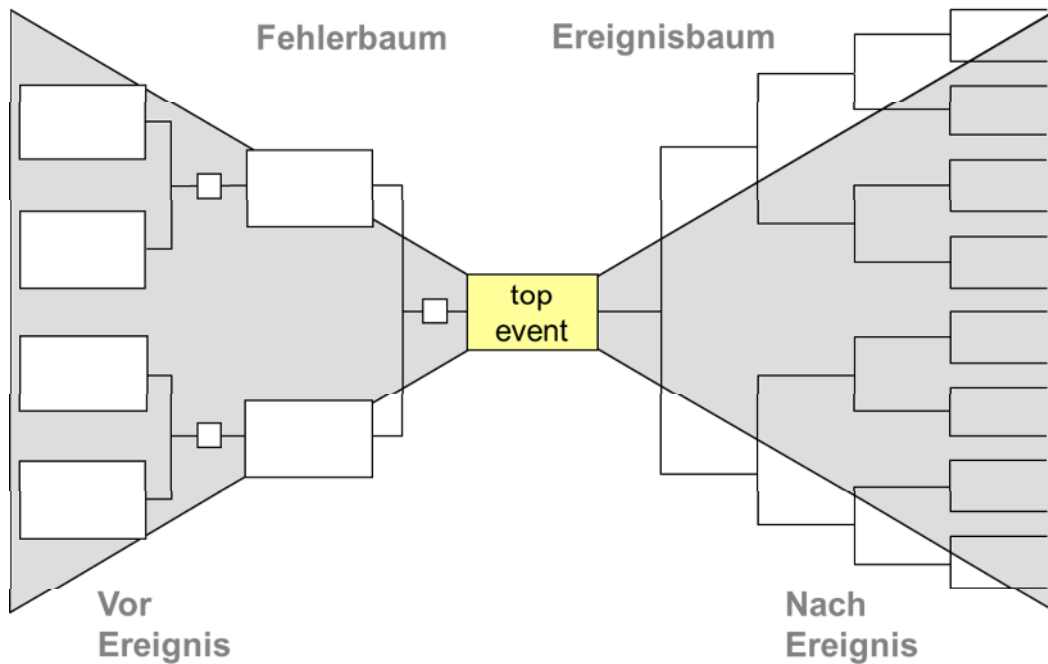 Fehlerbaum
Ereignisbaum
top
event
Vor
Ereignis
Nach
Ereignis